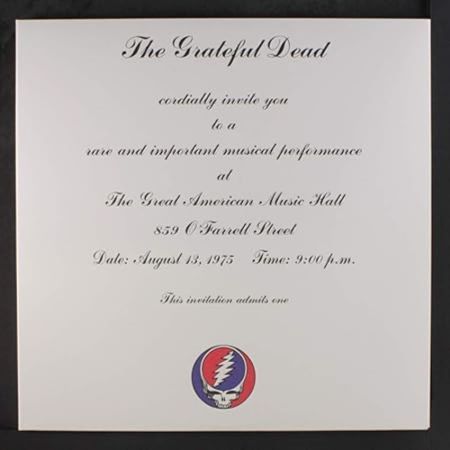 The Grateful Dead
cordially invite you
to a
rare and important musical performance
at
The Great American Music Hall
859 O'Farrell Street
Date: August 13, 1975 Time: 9:00 p.m.
This invitation admits one